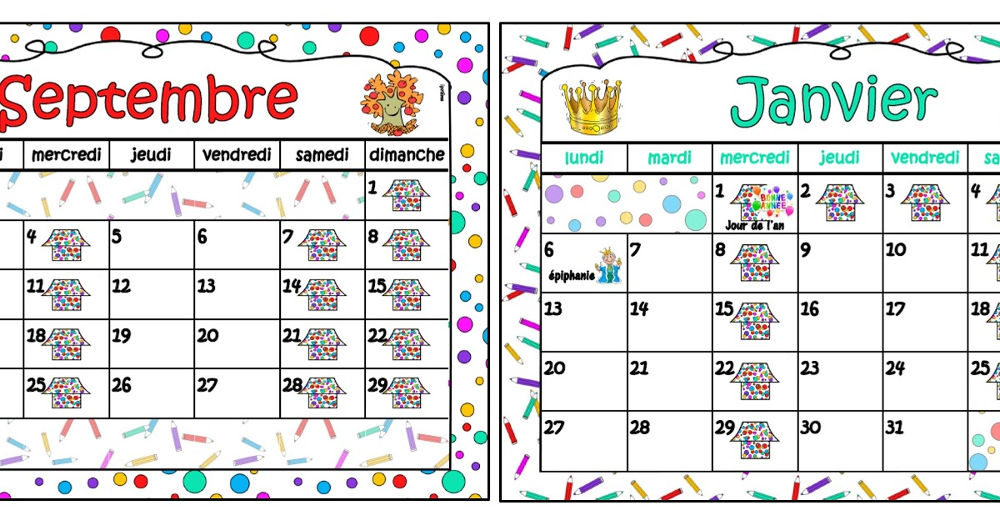 Septembre
i mercredi jeudi vendredi samedi dimanche
1
4 5 6 7 8
11 12 13 14 15
18 19 20 21 22
25 26 27 28 29
Janvier
lundi mardi mercredi jeudi vendredi sa
1 BONNE ANNÉE Jour de l'an 2 3 4
6 épiphanie 7 8 9 10 11
13 14 15 16 17 18
20 21 22 23 24 25
27 28 29 30 31